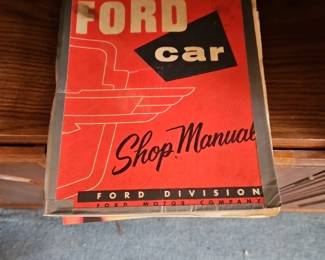 FORD
car
Shop Manual
FORD DIVISION
FORD MOTOR COMPANY